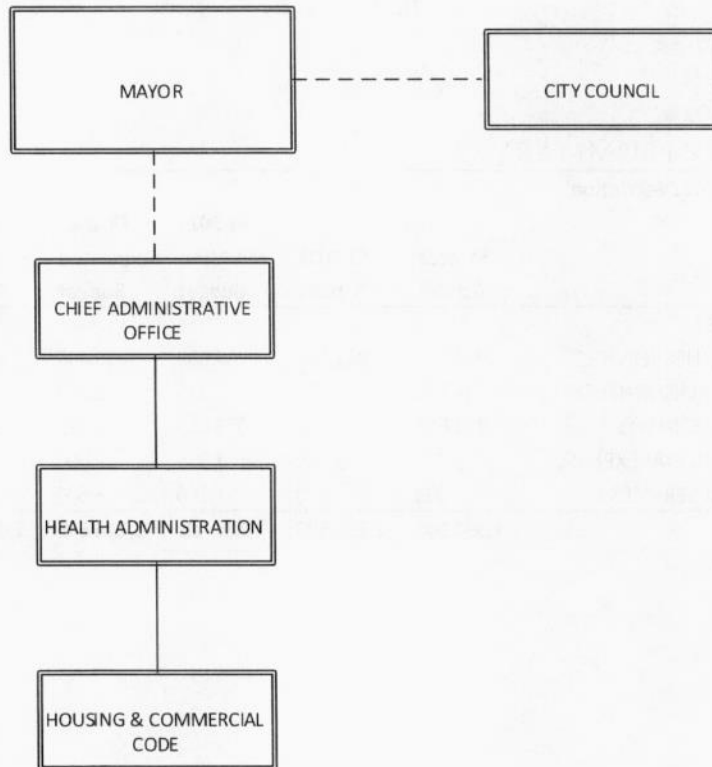 MAYOR
CITY COUNCIL
CHIEF ADMINISTRATIVE
OFFICE
HEALTH ADMINISTRATION
HOUSING & COMMERCIAL
CODE